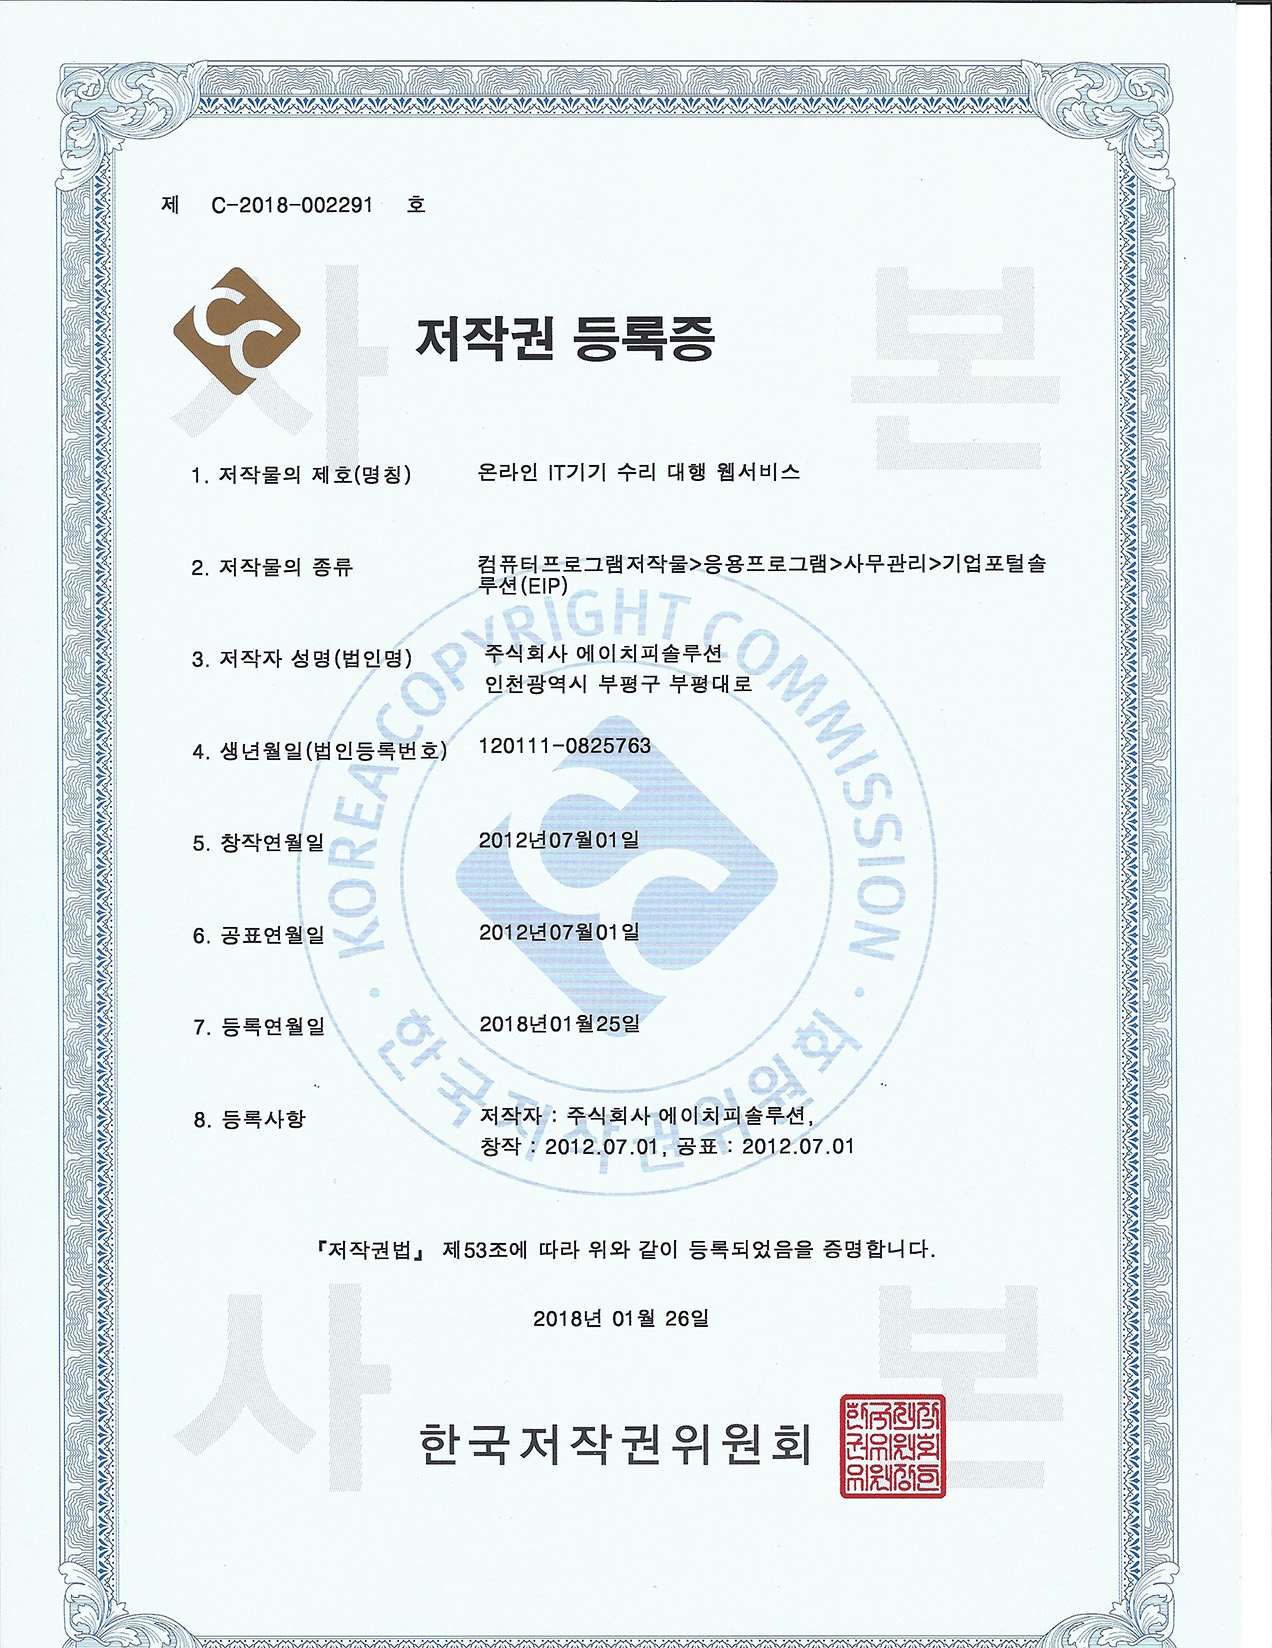 제 C-2018-002291 호
사 본
저작권 등록증
1. 저작물의 제호(명칭) 온라인 IT기기 수리 대행 웹서비스
2. 저작물의 종류 컴퓨터프로그램저작물>응용프로그램>사무관리>기업포털솔
루션(EIP)
3. 저작자 성명(법인명) 주식회사 에이치피솔루션
인천광역시 부평구 부평대로
4. 생년월일(법인등록번호) 120111-0825763
5. 창작연월일 2012년07월01일
6. 공표연월일 2012년07월01일
7. 등록연월일 2018년01월25일
8. 등록사항 저작자 : 주식회사 에이치피솔루션,
창작 : 2012.07.01, 공표 : 2012.07.01
KOREA COPYRIGHT COMMISSION
· 한국저작권위원회 ·
『저작권법』 제53조에 따라 위와 같이 등록되었음을 증명합니다.
2018년 01월 26일
사 본
한국저작권위원회
한국저작
권위원회
위원장인